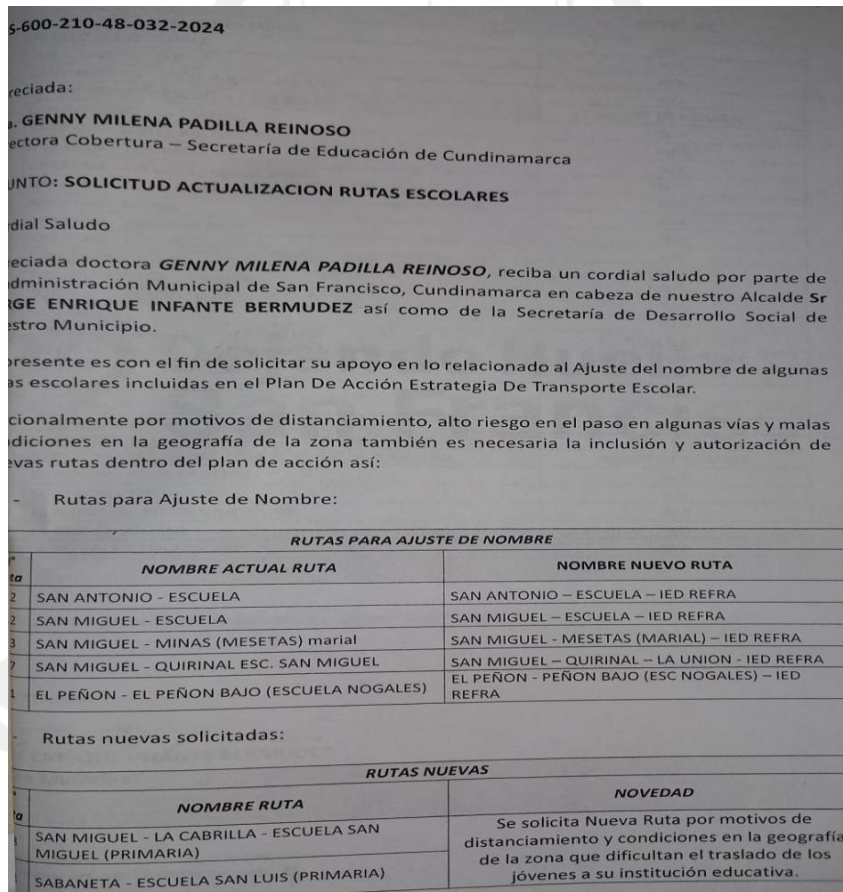 -600-210-48-032-2024
reciada:
. GENNY MILENA PADILLA REINOSO
ectora Cobertura – Secretaría de Educación de Cundinamarca
UNTO: SOLICITUD ACTUALIZACION RUTAS ESCOLARES
dial Saludo
eciada doctora GENNY MILENA PADILLA REINOSO, reciba un cordial saludo por parte de
dministración Municipal de San Francisco, Cundinamarca en cabeza de nuestro Alcalde Sr
RGE ENRIQUE INFANTE BERMUDEZ así como de la Secretaría de Desarrollo Social de
estro Municipio.
presente es con el fin de solicitar su apoyo en lo relacionado al Ajuste del nombre de algunas
as escolares incluidas en el Plan De Acción Estrategia De Transporte Escolar.
cionalmente por motivos de distanciamiento, alto riesgo en el paso en algunas vías y malas
diciones en la geografía de la zona también es necesaria la inclusión y autorización de
evas rutas dentro del plan de acción así:
- Rutas para Ajuste de Nombre:
RUTAS PARA AJUSTE DE NOMBRE
ta NOMBRE ACTUAL RUTA NOMBRE NUEVO RUTA
2 SAN ANTONIO - ESCUELA SAN ANTONIO – ESCUELA – IED REFRA
2 SAN MIGUEL - ESCUELA SAN MIGUEL – ESCUELA – IED REFRA
3 SAN MIGUEL - MINAS (MESETAS) marial SAN MIGUEL - MESETAS (MARIAL) – IED REFRA
7 SAN MIGUEL - QUIRINAL ESC. SAN MIGUEL SAN MIGUEL – QUIRINAL – LA UNION - IED REFRA
1 EL PEÑON - EL PEÑON BAJO (ESCUELA NOGALES) EL PEÑON - PEÑON BAJO (ESC NOGALES) – IED
REFRA
- Rutas nuevas solicitadas:
RUTAS NUEVAS
ta NOMBRE RUTA NOVEDAD
SAN MIGUEL - LA CABRILLA - ESCUELA SAN
MIGUEL (PRIMARIA)
SABANETA - ESCUELA SAN LUIS (PRIMARIA)
Se solicita Nueva Ruta por motivos de
distanciamiento y condiciones en la geografía
de la zona que dificultan el traslado de los
jóvenes a su institución educativa.